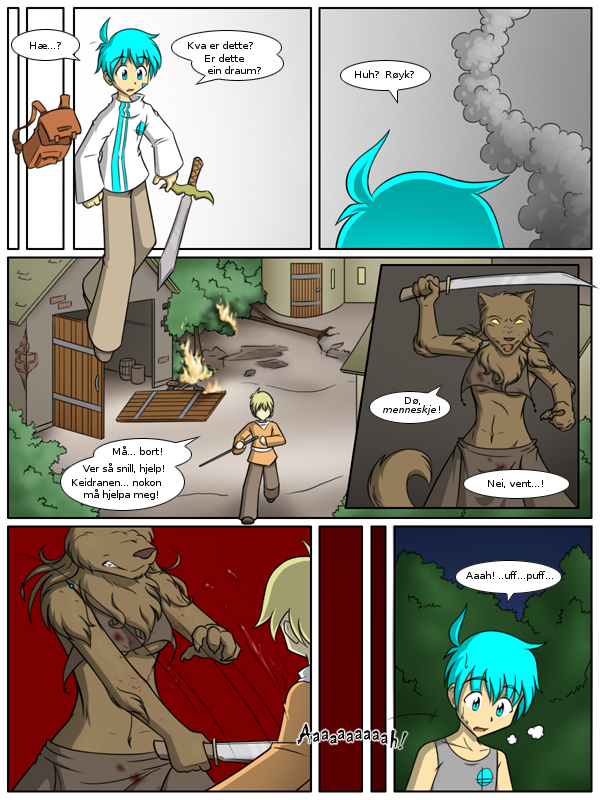 Hæ...?
Kva er dette?
Er dette
ein draum?
Huh? Røyk?
Må... bort!
Ver så snill, hjelp!
Keidranen... nokon
må hjelpa meg!
Dø,
menneskje!
Nei, vent...!
Aaaaaaaaaah!
Aaah! ..uff...puff...